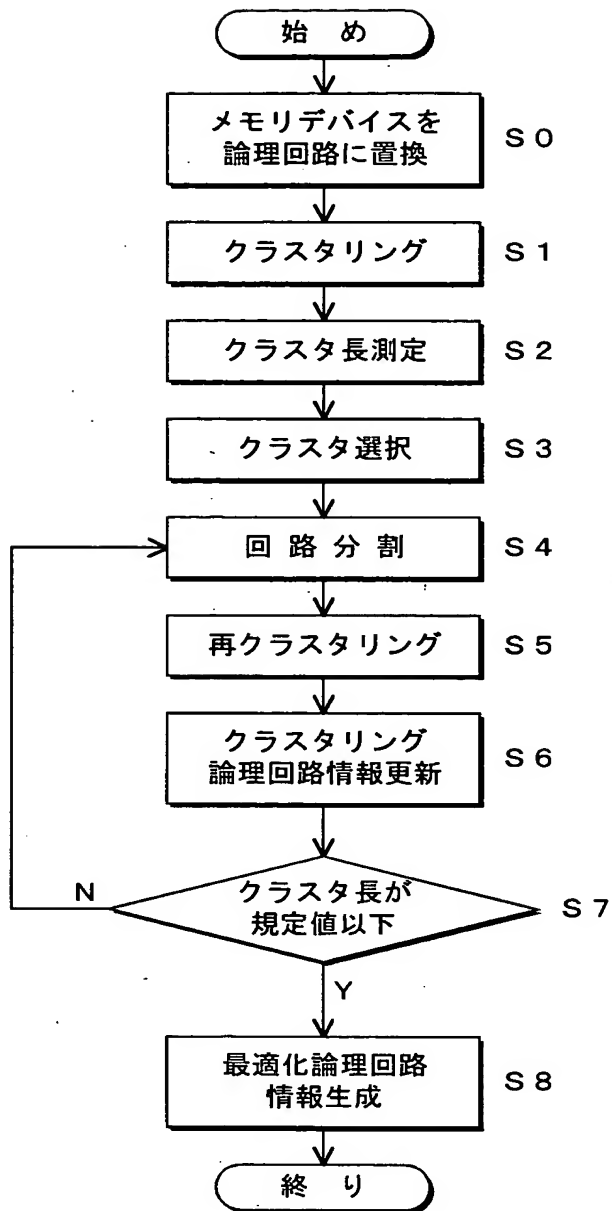 始 め
メモリデバイスを
論理回路に置換
S0
クラスタリング
S1
クラスタ長測定
S2
クラスタ選択
S3
回 路 分 割
S4
再クラスタリング
S5
クラスタリング
論理回路情報更新
S6
クラスタ長が
規定値以下
S7
N
Y
最適化論理回路
情報生成
S8
終 り